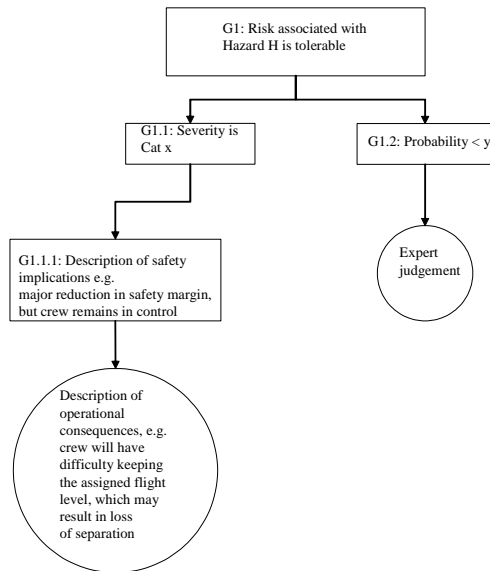 G1: Risk associated with
Hazard H is tolerable
G1.1: Severity is
Cat x
G1.2: Probability < y
G1.1.1: Description of safety
implications e.g.
major reduction in safety margin,
but crew remains in control
Expert
judgement
Description of
operational
consequences, e.g.
crew will have
difficulty keeping
the assigned flight
level, which may
result in loss
of separation